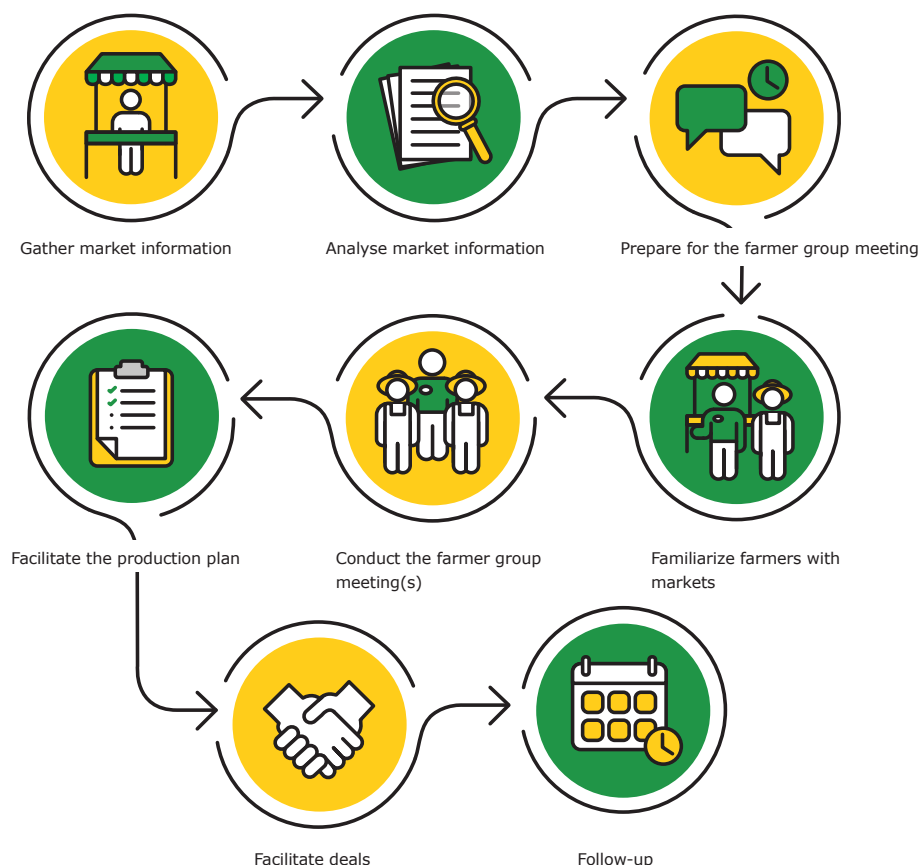 Gather market information
Analyse market information
Prepare for the farmer group meeting
Familiarize farmers with
markets
Conduct the farmer group
meeting(s)
Facilitate the production plan
Facilitate deals
Follow-up